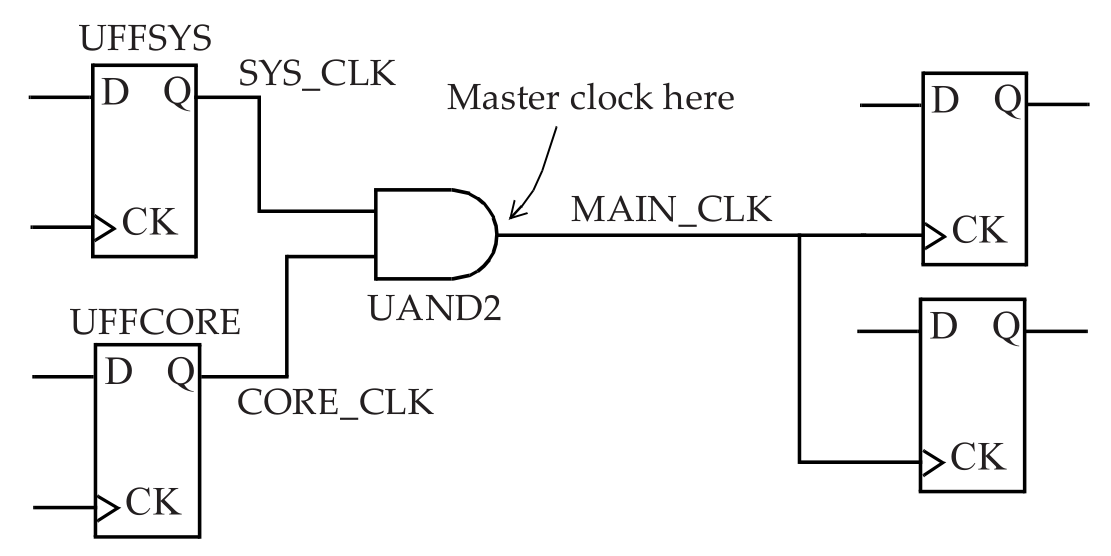 UFFSYS
D Q
CK
SYS_CLK
Master clock here
MAIN_CLK
UAND2
UFFCORE
D Q
CK
CORE_CLK
D Q
CK
D Q
CK